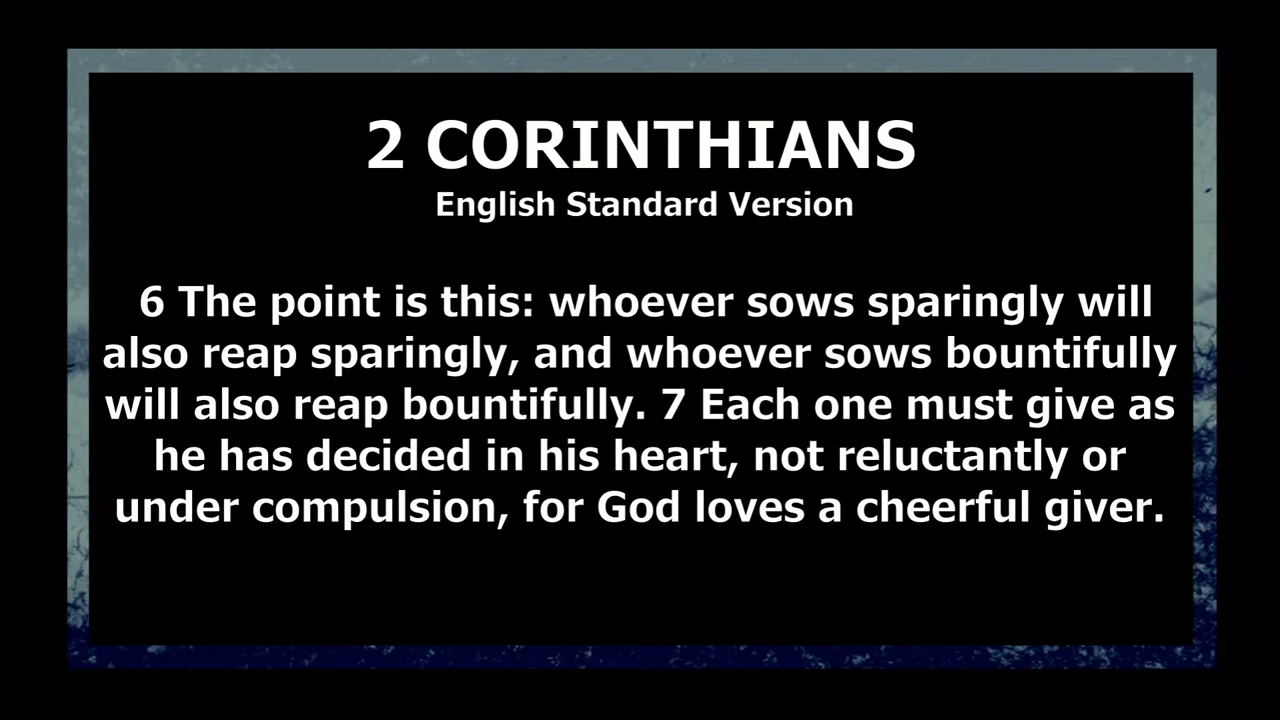 2 CORINTHIANS
English Standard Version
6 The point is this: whoever sows sparingly will
also reap sparingly, and whoever sows bountifully
will also reap bountifully. 7 Each one must give as
he has decided in his heart, not reluctantly or
under compulsion, for God loves a cheerful giver.